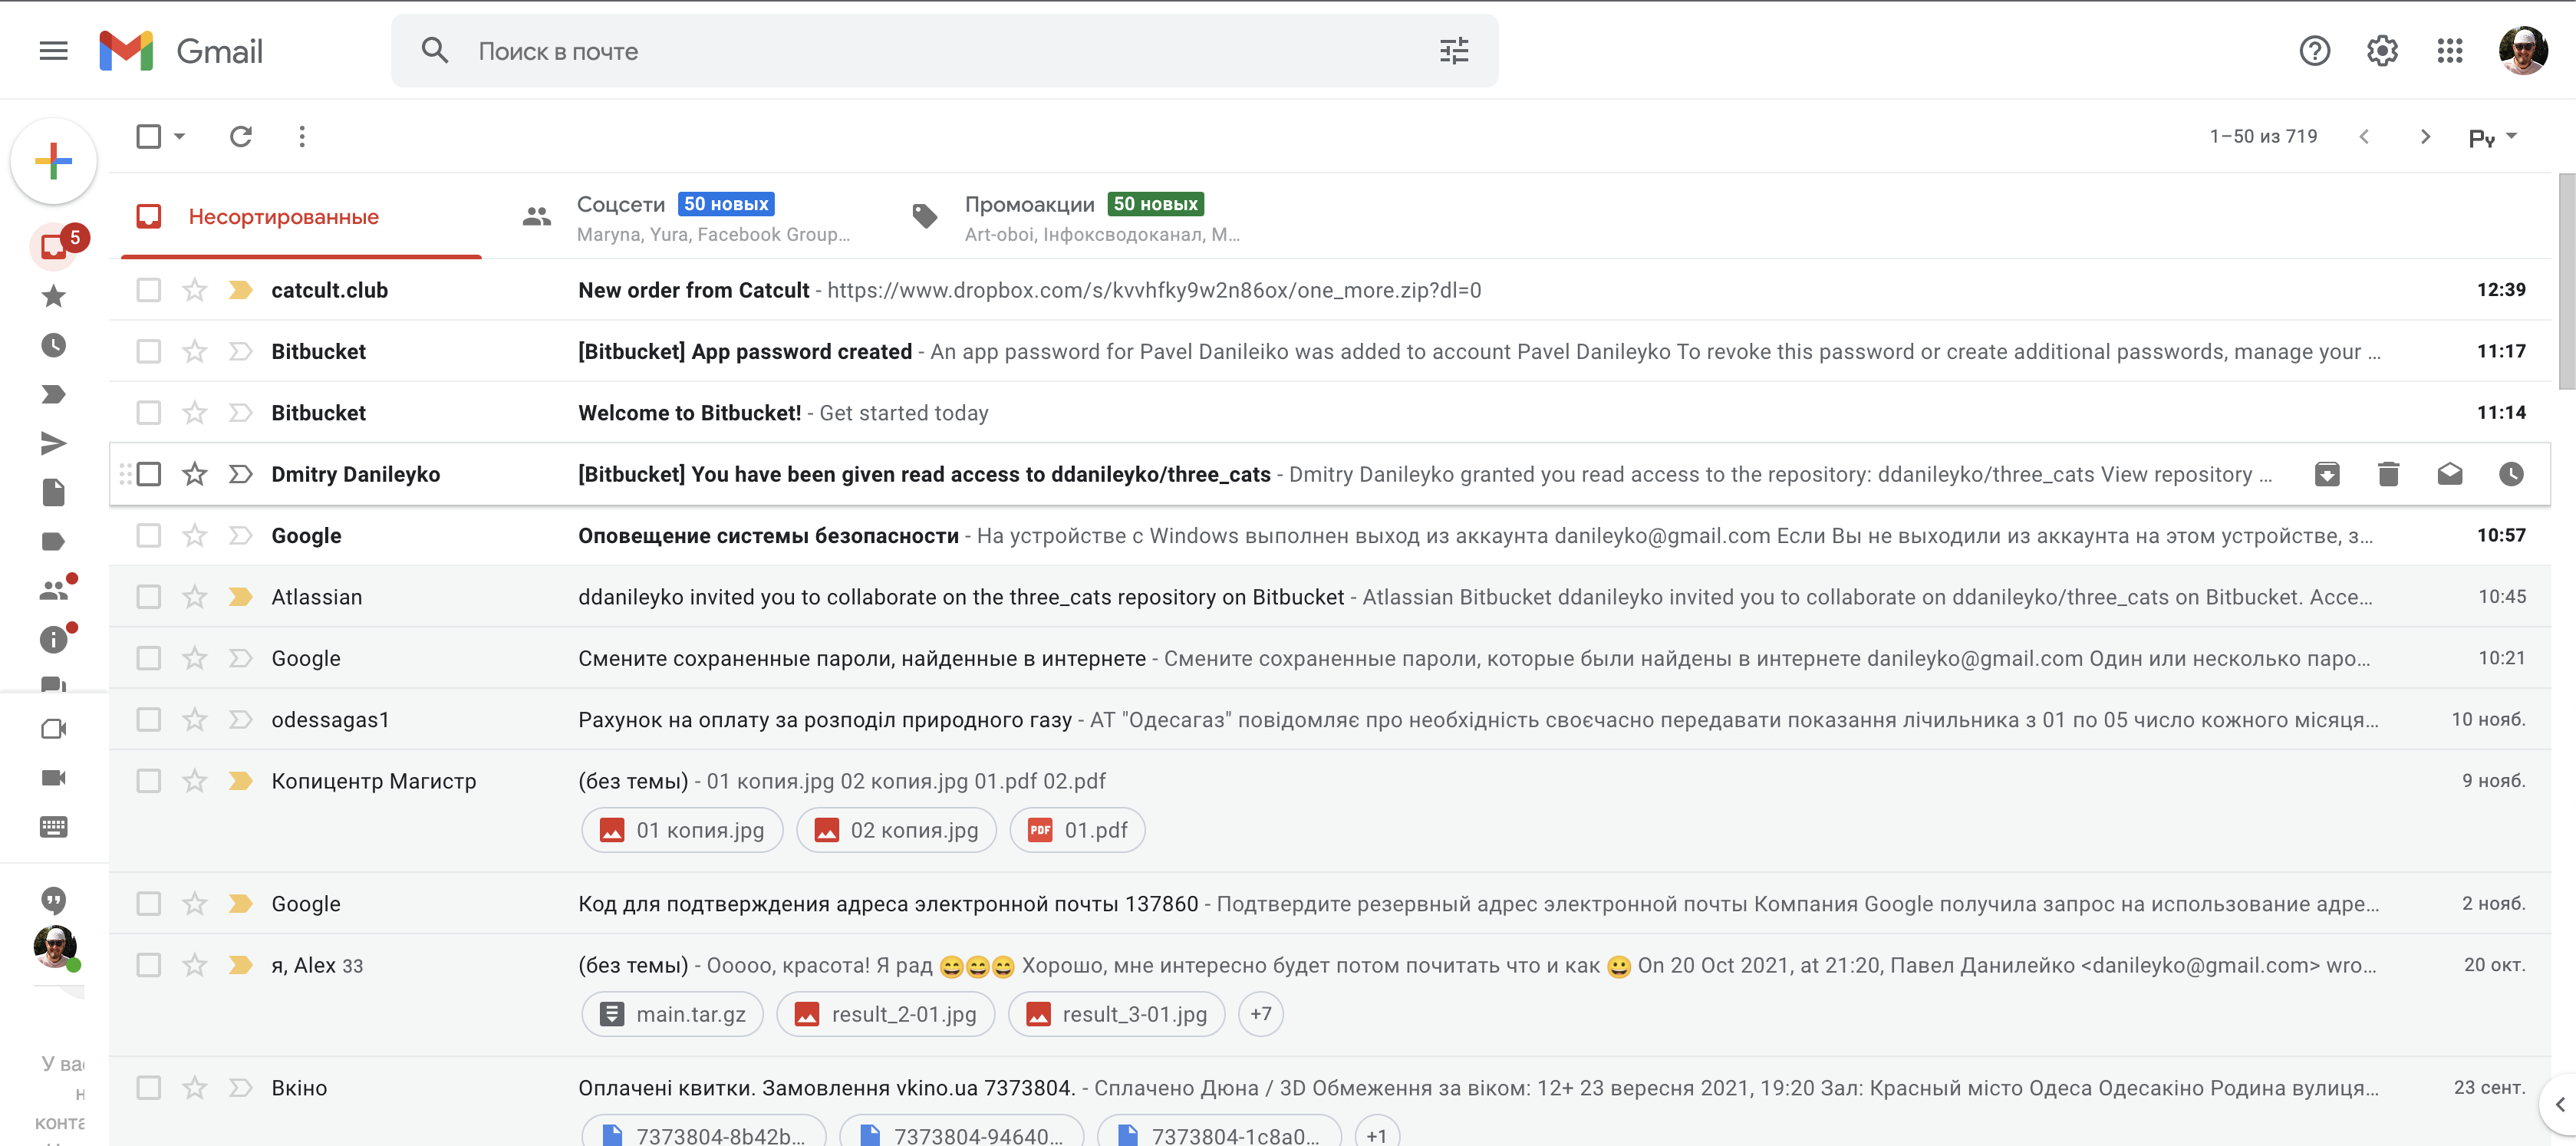 Gmail
Поиск в почте
1–50 из 719
Ру
Несортированные
Соцсети 50 новых
Maryna, Yura, Facebook Group...
Промоакции 50 новых
Art-oboi, Інфоксводоканал, М...
5
catcult.club New order from Catcult - https://www.dropbox.com/s/kvvhfky9w2n86ox/one_more.zip?dl=0 12:39
Bitbucket [Bitbucket] App password created - An app password for Pavel Danileiko was added to account Pavel Danileyko To revoke this password or create additional passwords, manage your ... 11:17
Bitbucket Welcome to Bitbucket! - Get started today 11:14
Dmitry Danileyko [Bitbucket] You have been given read access to ddanileyko/three_cats - Dmitry Danileyko granted you read access to the repository: ddanileyko/three_cats View repository ...
Google Оповещение системы безопасности - На устройстве с Windows выполнен выход из аккаунта danileyko@gmail.com Если Вы не выходили из аккаунта на этом устройстве, з... 10:57
Atlassian ddanileyko invited you to collaborate on the three_cats repository on Bitbucket - Atlassian Bitbucket ddanileyko invited you to collaborate on ddanileyko/three_cats on Bitbucket. Acce... 10:45
Google Смените сохраненные пароли, найденные в интернете - Смените сохраненные пароли, которые были найдены в интернете danileyko@gmail.com Один или несколько паро... 10:21
odessagas1 Рахунок на оплату за розподіл природного газу - АТ "Одесагаз" повідомляє про необхідність своєчасно передавати показання лічильника з 01 по 05 число кожного місяця... 10 нояб.
Копицентр Магистр (без темы) - 01 копия.jpg 02 копия.jpg 01.pdf 02.pdf 9 нояб.
01 копия.jpg 02 копия.jpg PDF 01.pdf
Google Код для подтверждения адреса электронной почты 137860 - Подтвердите резервный адрес электронной почты Компания Google получила запрос на использование адре... 2 нояб.
я, Alex 33 (без темы) - Ооооо, красота! Я рад 😄😄😄 Хорошо, мне интересно будет потом почитать что и как 😀 On 20 Oct 2021, at 21:20, Павел Данилейко <danileyko@gmail.com> wro... 20 окт.
main.tar.gz result_2-01.jpg result_3-01.jpg +7
Вкіно Оплачені квитки. Замовлення vkino.ua 7373804. - Сплачено Дюна / 3D Обмеження за віком: 12+ 23 вересня 2021, 19:20 Зал: Красный місто Одеса Одесакіно Родина вулиця... 23 сент.
7373804-8b42b... 7373804-94640... 7373804-1c8a0... +1
У вас
н
конта